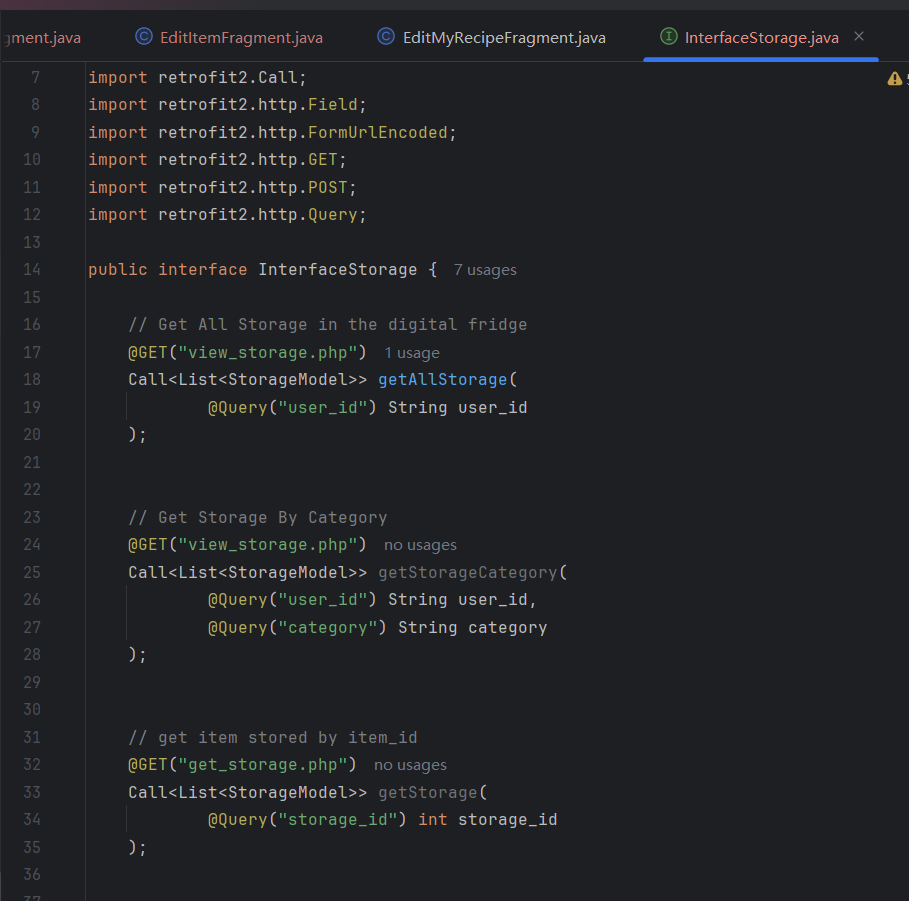 gment.java
EditItemFragment.java
EditMyRecipeFragment.java
InterfaceStorage.java
7 import retrofit2.Call;
8 import retrofit2.http.Field;
9 import retrofit2.http.FormUrlEncoded;
10 import retrofit2.http.GET;
11 import retrofit2.http.POST;
12 import retrofit2.http.Query;
13
14 public interface InterfaceStorage { 7 usages
15
16 // Get All Storage in the digital fridge
17 @GET("view_storage.php") 1 usage
18 Call<List<StorageModel>> getAllStorage(
19 @Query("user_id") String user_id
20 );
21
22
23 // Get Storage By Category
24 @GET("view_storage.php") no usages
25 Call<List<StorageModel>> getStorageCategory(
26 @Query("user_id") String user_id,
27 @Query("category") String category
28 );
29
30
31 // get item stored by item_id
32 @GET("get_storage.php") no usages
33 Call<List<StorageModel>> getStorage(
34 @Query("storage_id") int storage_id
35 );
36